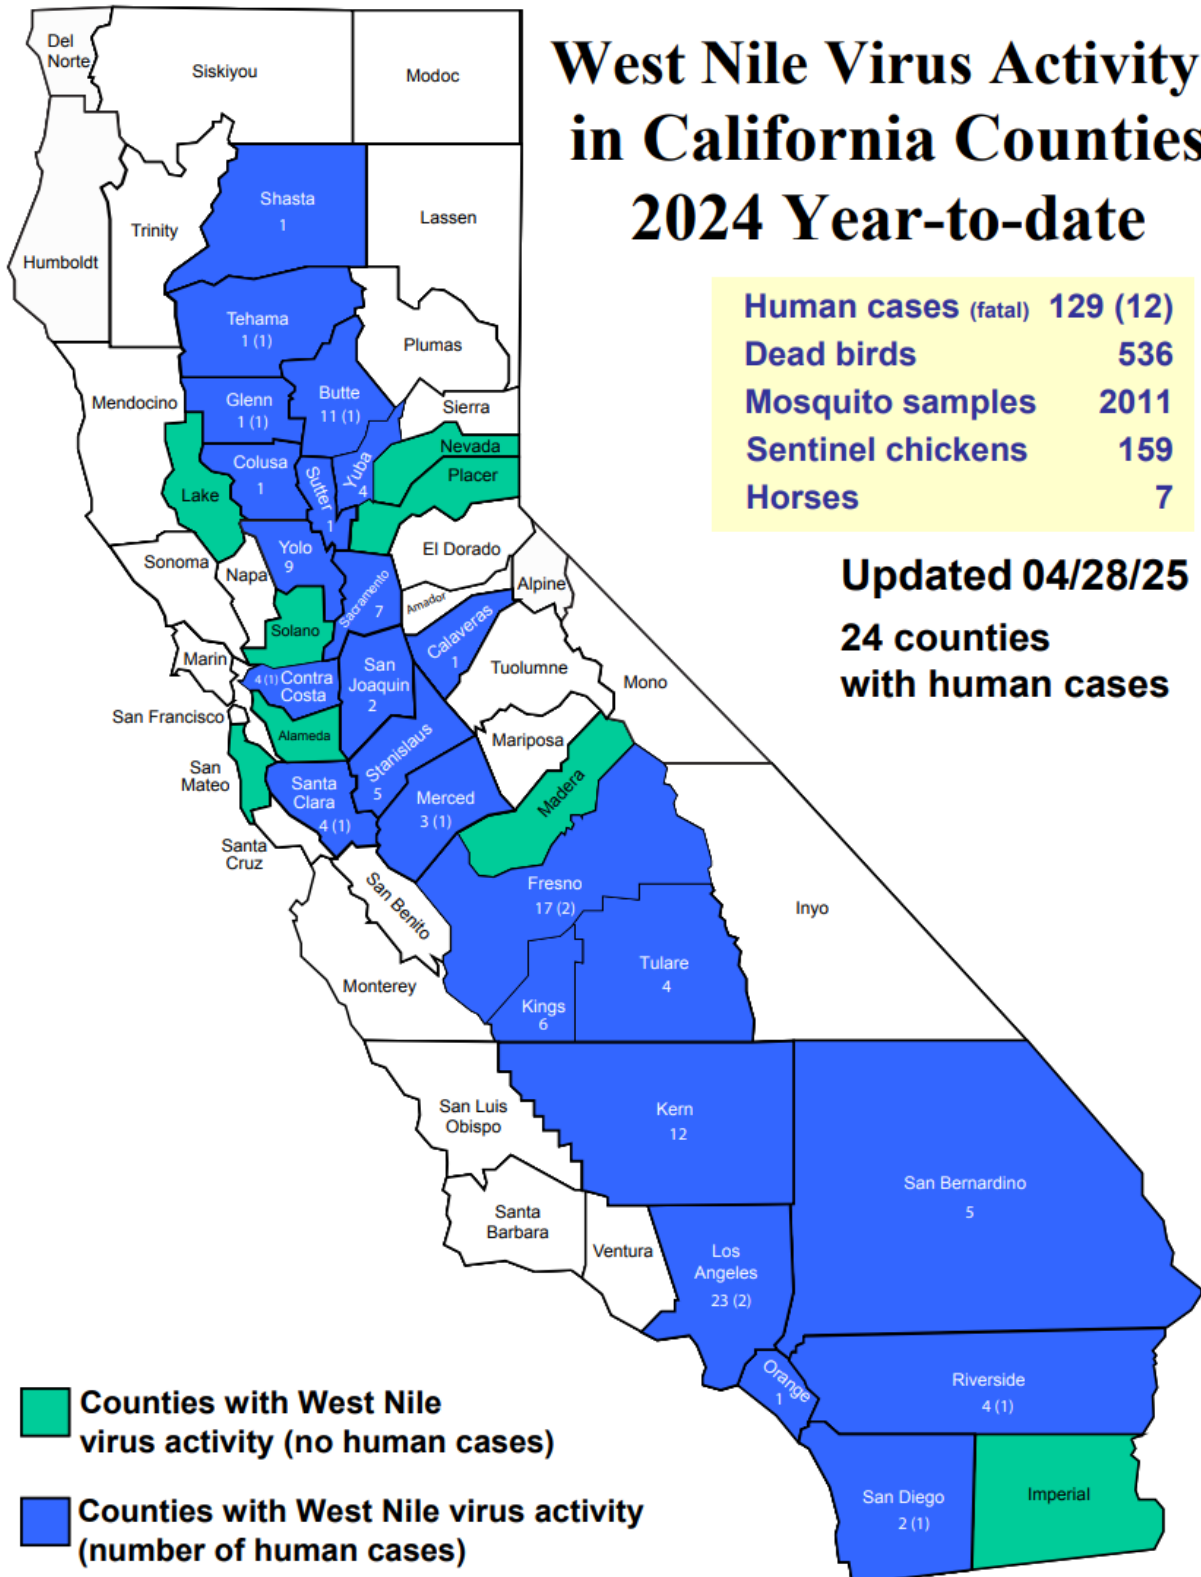 West Nile Virus Activity
in California Counties
2024 Year-to-date
Human cases (fatal) 129 (12)
Dead birds 536
Mosquito samples 2011
Sentinel chickens 159
Horses 7
Updated 04/28/25
24 counties
with human cases
Del
Norte
Siskiyou
Modoc
Shasta
1
Lassen
Trinity
Humboldt
Tehama
1 (1)
Plumas
Mendocino
Glenn
1 (1)
Butte
11 (1)
Sierra
Nevada
Colusa
1
Sutter
1
Yuba
4
Placer
Lake
Yolo
9
El Dorado
Sonoma
Napa
Sacramento
7
Amador
Alpine
Solano
Calaveras
1
Marin
4 (1) Contra
Costa
San
Joaquin
2
Tuolumne
Mono
San Francisco
Alameda
Stanislaus
5
Mariposa
San
Mateo
Santa
Clara
4 (1)
Merced
3 (1)
Madera
Santa
Cruz
San Benito
Fresno
17 (2)
Inyo
Tulare
4
Monterey
Kings
6
San Luis
Obispo
Kern
12
San Bernardino
5
Santa
Barbara
Ventura
Los
Angeles
23 (2)
Orange
1
Riverside
4 (1)
San Diego
2 (1)
Imperial
Counties with West Nile
virus activity (no human cases)
Counties with West Nile virus activity
(number of human cases)